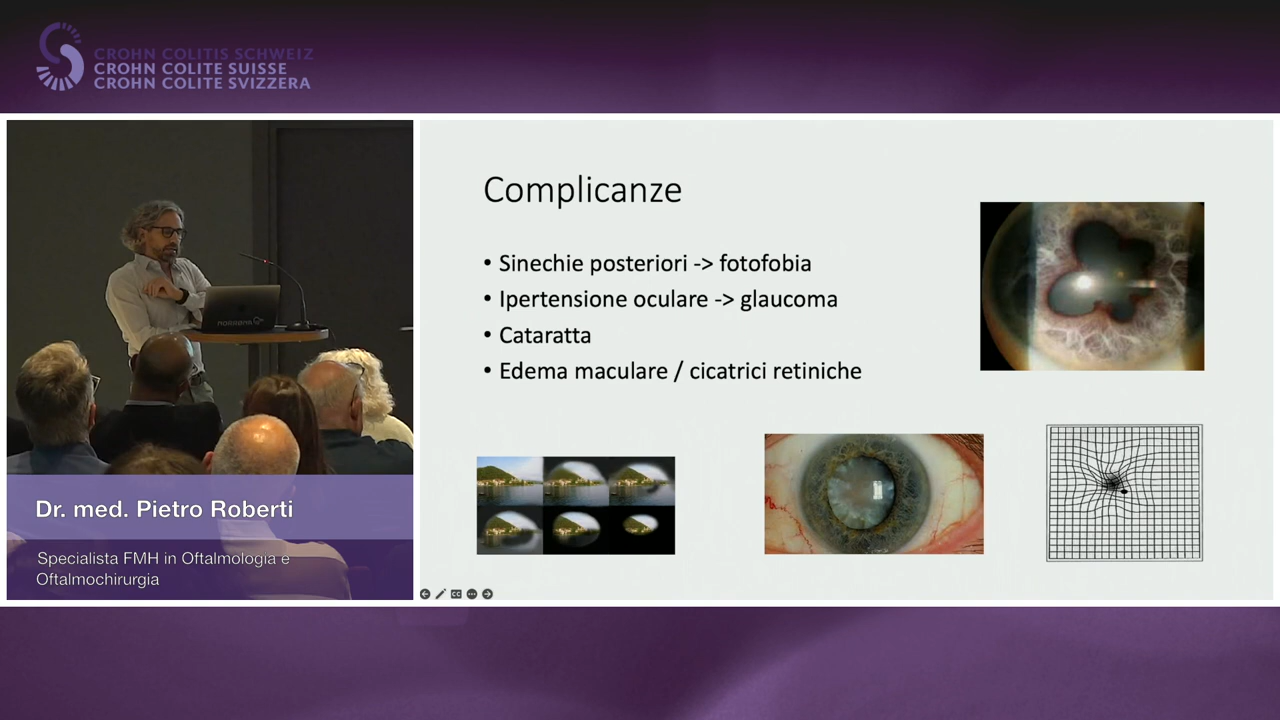 CROHN COLITIS SCHWEIZ
CROHN COLITE SUISSE
CROHN COLITE SVIZZERA
Complicanze
• Sinechie posteriori -> fotofobia
• Ipertensione oculare -> glaucoma
• Cataratta
• Edema maculare / cicatrici retiniche
Dr. med. Pietro Roberti
Specialista FMH in Oftalmologia e
Oftalmochirurgia